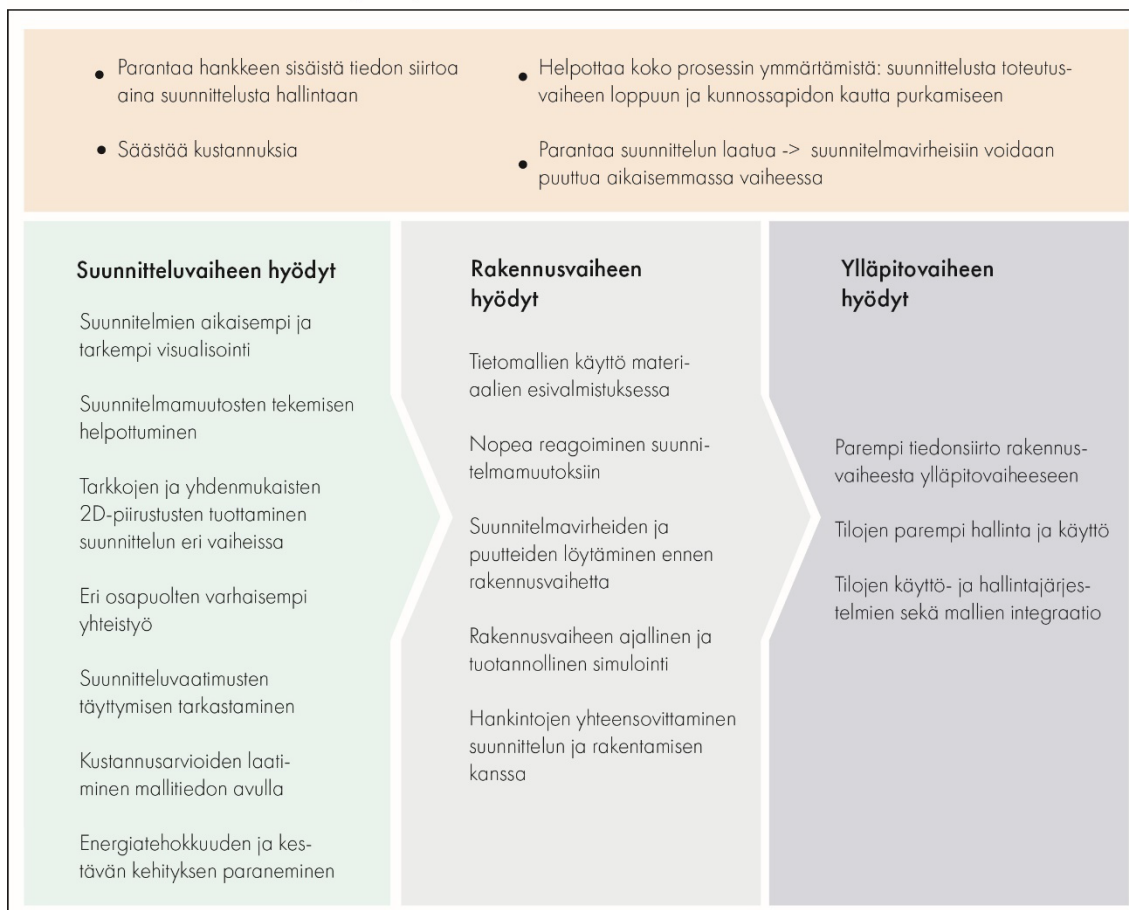 Parantaa hankkeen sisäistä tiedon siirtoa
aina suunnittelusta hallintaan
Säästää kustannuksia
Helpottaa koko prosessin ymmärtämistä: suunnittelusta toteutus-
vaiheen loppuun ja kunnossapidon kautta purkamiseen
Parantaa suunnittelun laatua -> suunnitelmavirheisiin voidaan
puuttua aikaisemmassa vaiheessa
Suunnitteluvaiheen hyödyt
Suunnitelmien aikaisempi ja
tarkempi visualisointi
Suunnitelmamuutosten tekemisen
helpottuminen
Tarkkojen ja yhdenmukaisten
2D-piirustusten tuottaminen
suunnittelun eri vaiheissa
Eri osapuolten varhaisempi
yhteistyö
Suunnitteluvaatimusten
täyttymisen tarkastaminen
Kustannusarvioiden laati-
minen mallitiedon avulla
Energiatehokkuuden ja kes-
tävän kehityksen paraneminen
Rakennusvaiheen
hyödyt
Tietomallien käyttö materi-
aalien esivalmistuksessa
Nopea reagoiminen suunni-
telmamuutoksiin
Suunnitelmavirheiden ja
puutteiden löytäminen ennen
rakennusvaihetta
Rakennusvaiheen ajallinen ja
tuotannollinen simulointi
Hankintojen yhteensovittaminen
suunnittelun ja rakentamisen
kanssa
Ylläpitovaiheen
hyödyt
Parempi tiedonsiirto rakennus-
vaiheesta ylläpitovaiheeseen
Tilojen parempi hallinta ja käyttö
Tilojen käyttö- ja hallintajärjes-
telmien sekä mallien integraatio